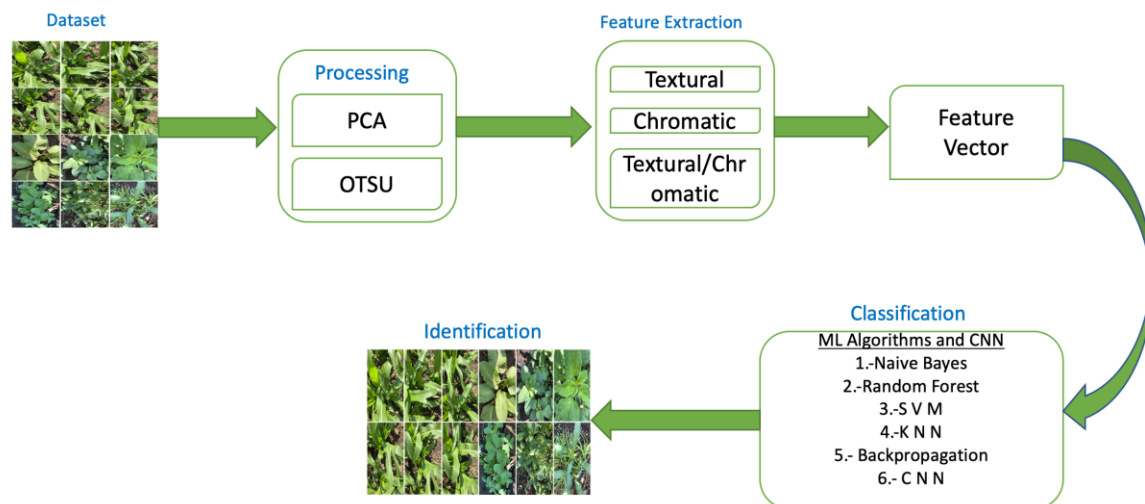 Dataset
Processing
PCA
OTSU
Feature Extraction
Textural
Chromatic
Textural/Chr
omatic
Feature
Vector
Classification
ML Algorithms and CNN
1.-Naive Bayes
2.-Random Forest
3.-S V M
4.-K N N
5.- Backpropagation
6.- C N N
Identification